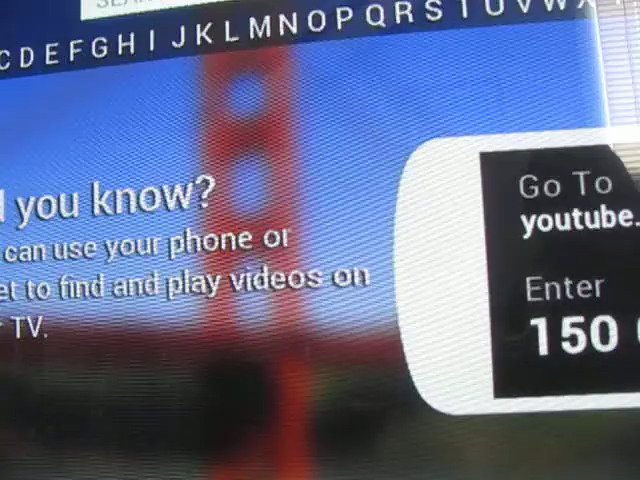 SEAR
C D E F G H I J K L M N O P Q R S T U V W X
you know?
can use your phone or
et to find and play videos on
TV.
Go To
youtube.
Enter
150